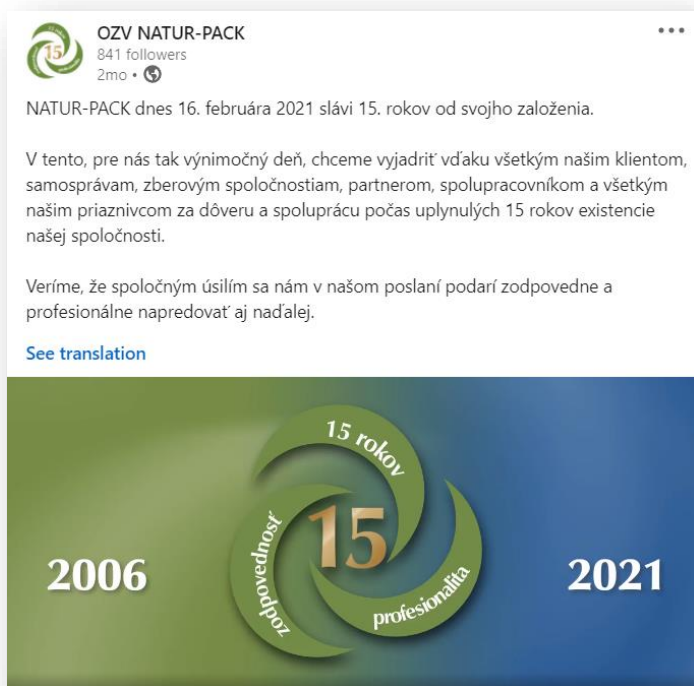 OZV NATUR-PACK
841 followers
2mo •
NATUR-PACK dnes 16. februára 2021 slávi 15. rokov od svojho založenia.
V tento, pre nás tak výnimočný deň, chceme vyjadriť vďaku všetkým našim klientom,
samosprávam, zberovým spoločnostiam, partnerom, spolupracovníkom a všetkým
našim priaznivcom za dôveru a spoluprácu počas uplynulých 15 rokov existencie
našej spoločnosti.
Veríme, že spoločným úsilím sa nám v našom poslaní podarí zodpovedne a
profesionálne napredovať aj naďalej.
See translation
15 rokov
15
zodpovednosť
profesionalita
2006
2021